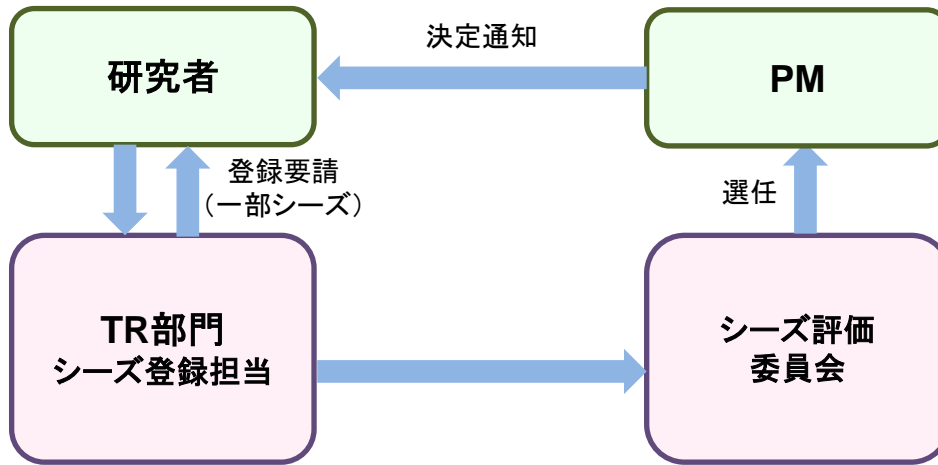 決定通知
研究者
PM
登録要請
（一部シーズ）
選任
TR部門
シーズ登録担当
シーズ評価
委員会